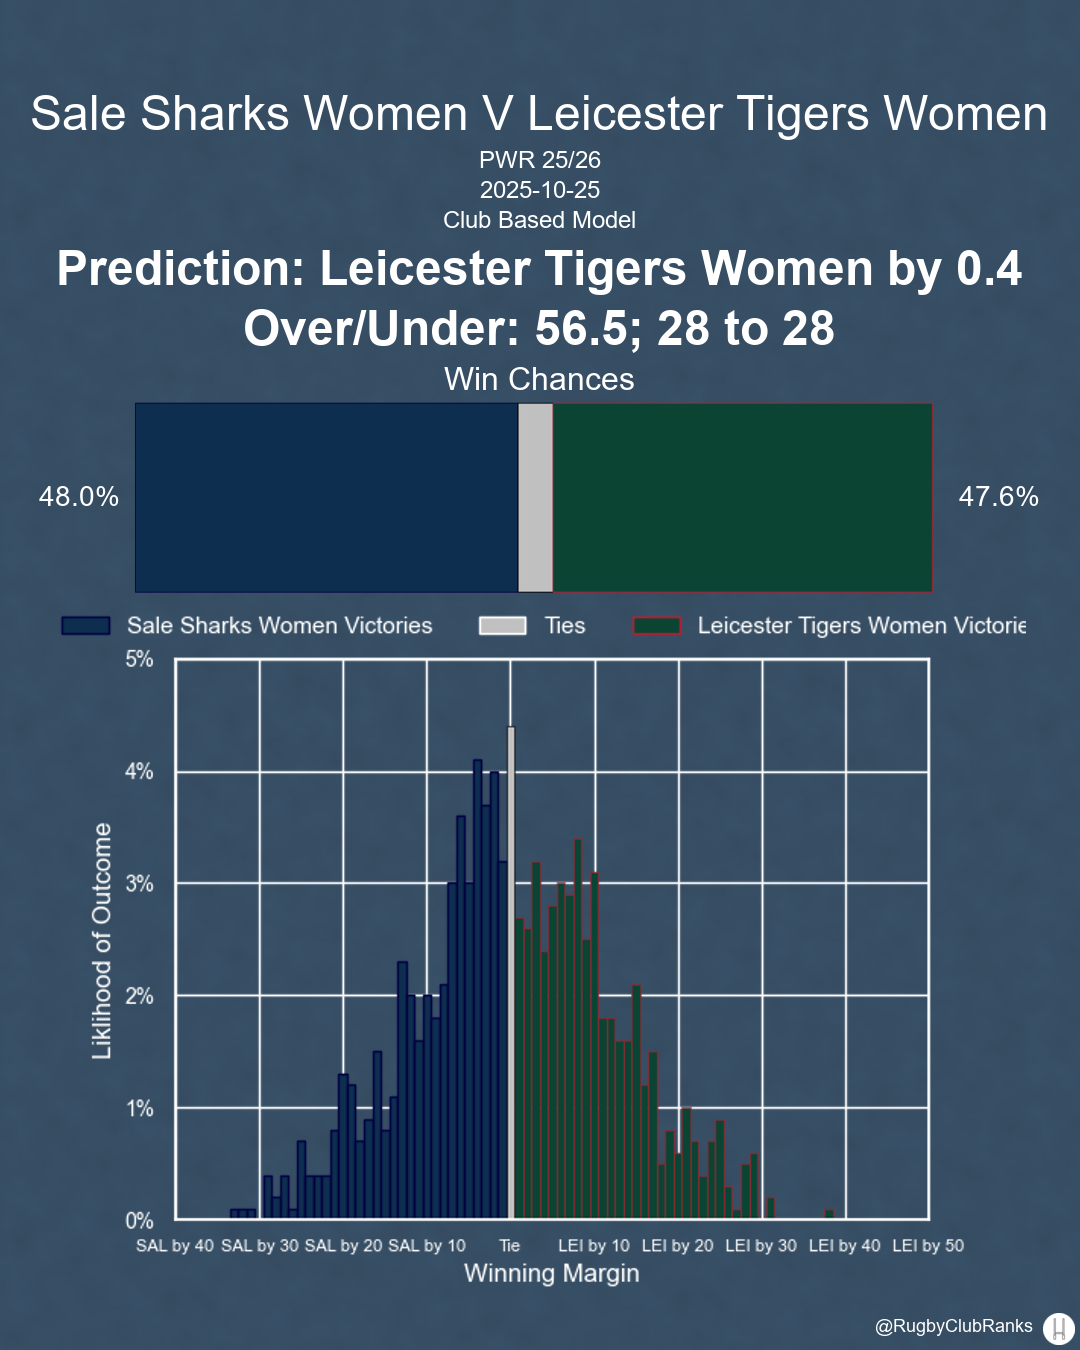 Sale Sharks Women V Leicester Tigers Women
PWR 25/26
2025-10-25
Club Based Model
Prediction: Leicester Tigers Women by 0.4
Over/Under: 56.5; 28 to 28
Win Chances
48.0%
47.6%
Sale Sharks Women Victories
Ties
Leicester Tigers Women Victorie
5%
4%
3%
2%
1%
0%
Liklihood of Outcome
SAL by 40 SAL by 30 SAL by 20 SAL by 10 Tie LEI by 10 LEI by 20 LEI by 30 LEI by 40 LEI by 50
Winning Margin
@RugbyClubRanks